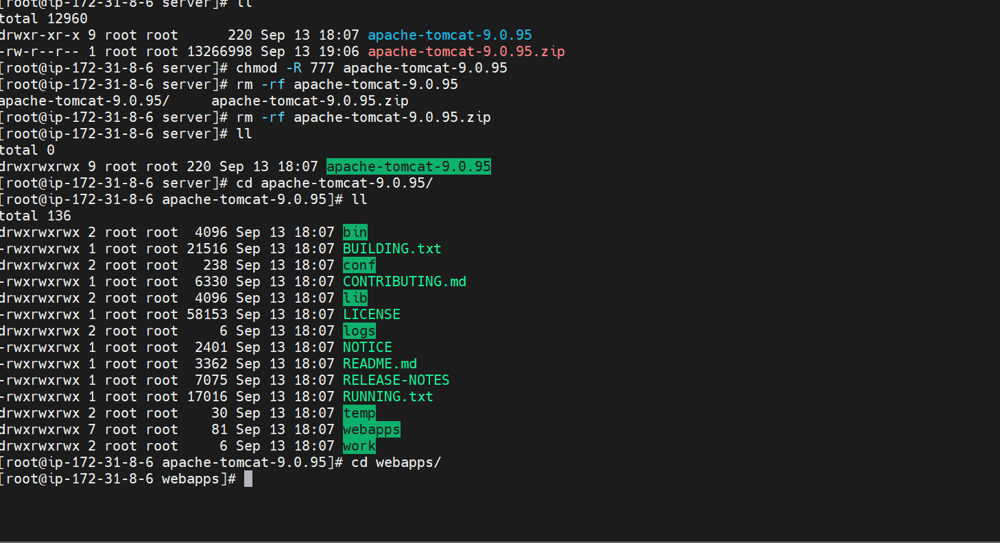 [root@ip-172-31-8-6 server]# ll
total 12960
drwxr-xr-x 9 root root      220 Sep 13 18:07 apache-tomcat-9.0.95
-rw-r--r-- 1 root root 13266998 Sep 13 19:06 apache-tomcat-9.0.95.zip
[root@ip-172-31-8-6 server]# chmod -R 777 apache-tomcat-9.0.95
[root@ip-172-31-8-6 server]# rm -rf apache-tomcat-9.0.95
apache-tomcat-9.0.95/     apache-tomcat-9.0.95.zip
[root@ip-172-31-8-6 server]# rm -rf apache-tomcat-9.0.95.zip
[root@ip-172-31-8-6 server]# ll
total 0
drwxrwxrwx 9 root root 220 Sep 13 18:07 apache-tomcat-9.0.95
[root@ip-172-31-8-6 server]# cd apache-tomcat-9.0.95/
[root@ip-172-31-8-6 apache-tomcat-9.0.95]# ll
total 136
drwxrwxrwx 2 root root  4096 Sep 13 18:07 bin
-rwxrwxrwx 1 root root 21516 Sep 13 18:07 BUILDING.txt
drwxrwxrwx 2 root root   238 Sep 13 18:07 conf
-rwxrwxrwx 1 root root  6330 Sep 13 18:07 CONTRIBUTING.md
drwxrwxrwx 2 root root  4096 Sep 13 18:07 lib
-rwxrwxrwx 1 root root 58153 Sep 13 18:07 LICENSE
drwxrwxrwx 2 root root     6 Sep 13 18:07 logs
-rwxrwxrwx 1 root root  2401 Sep 13 18:07 NOTICE
-rwxrwxrwx 1 root root  3362 Sep 13 18:07 README.md
-rwxrwxrwx 1 root root  7075 Sep 13 18:07 RELEASE-NOTES
-rwxrwxrwx 1 root root 17016 Sep 13 18:07 RUNNING.txt
drwxrwxrwx 2 root root    30 Sep 13 18:07 temp
drwxrwxrwx 7 root root    81 Sep 13 18:07 webapps
drwxrwxrwx 2 root root     6 Sep 13 18:07 work
[root@ip-172-31-8-6 apache-tomcat-9.0.95]# cd webapps/
[root@ip-172-31-8-6 webapps]#